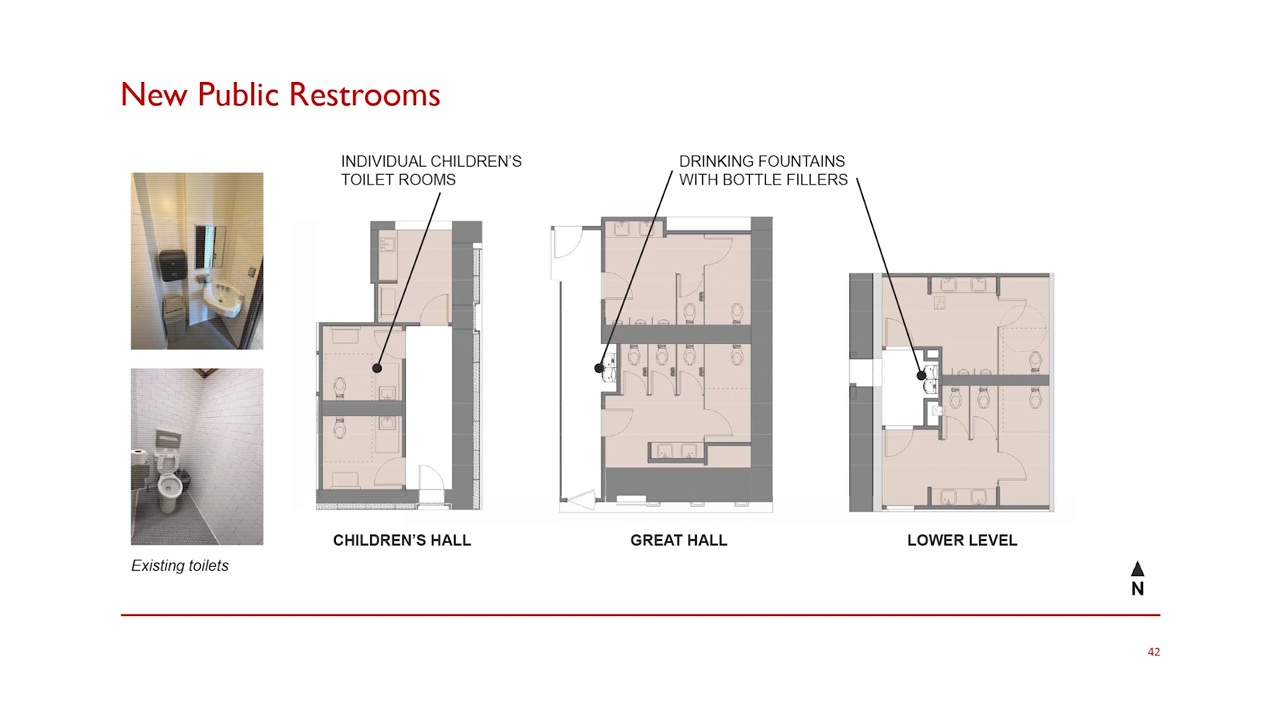 New Public Restrooms
INDIVIDUAL CHILDREN'S
TOILET ROOMS
DRINKING FOUNTAINS
WITH BOTTLE FILLERS
CHILDREN'S HALL
GREAT HALL
LOWER LEVEL
Existing toilets
N
42